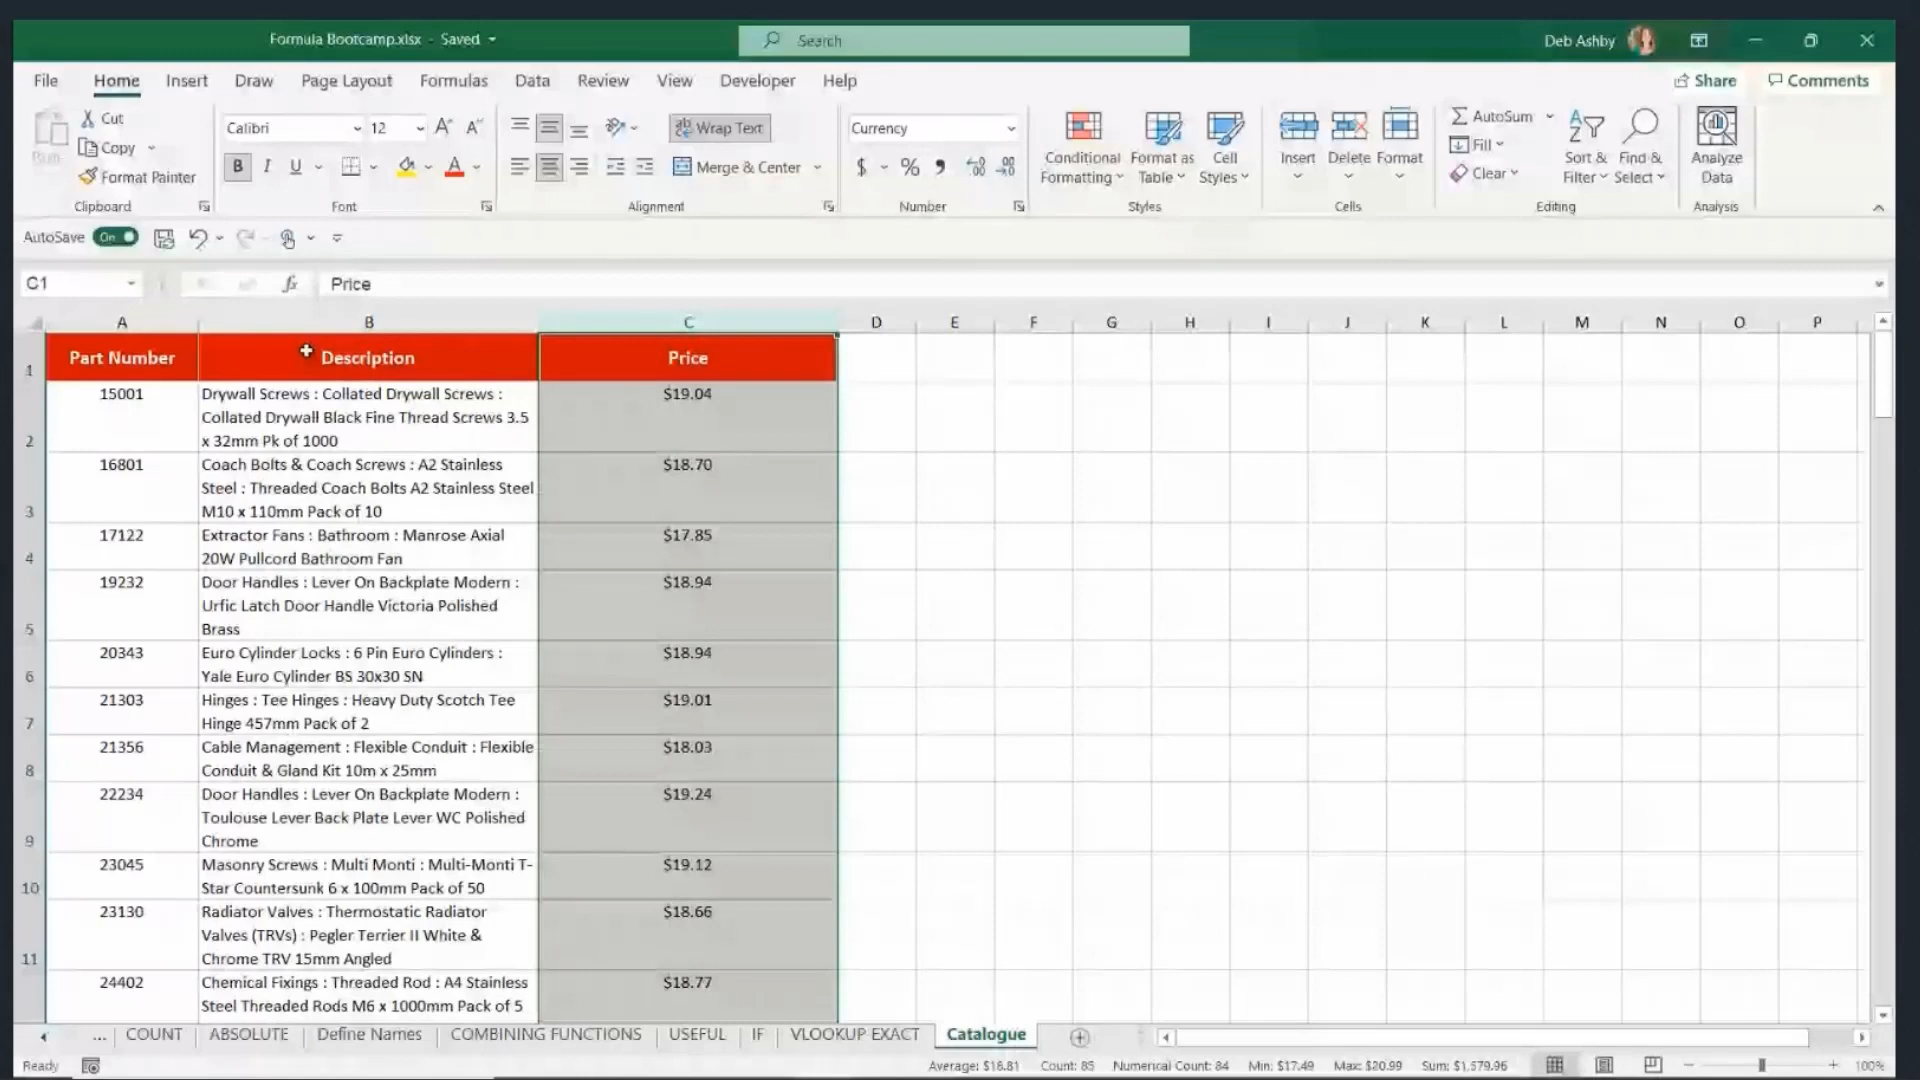 Formula Bootcamp.xlsx - Saved
Search
Deb Ashby
File Home Insert Draw Page Layout Formulas Data Review View Developer Help
Share Comments
Cut
Copy
Format Painter
Clipboard
Calibri 12
B I U
Font
Wrap Text
Merge & Center
Alignment
Currency
$ % ,
Number
Conditional Formatting
Format as Table
Cell Styles
Styles
Insert Delete Format
Cells
AutoSum
Fill
Clear
Sort & Filter
Find & Select
Editing
Analyze Data
Analysis
AutoSave On
C1 fx Price
A B C D E F G H I J K L M N O P
1 Part Number Description Price
15001 Drywall Screws : Collated Drywall Screws : $19.04
Collated Drywall Black Fine Thread Screws 3.5
2 x 32mm Pk of 1000
16801 Coach Bolts & Coach Screws : A2 Stainless $18.70
Steel : Threaded Coach Bolts A2 Stainless Steel
3 M10 x 110mm Pack of 10
17122 Extractor Fans : Bathroom : Manrose Axial $17.85
4 20W Pullcord Bathroom Fan
19232 Door Handles : Lever On Backplate Modern : $18.94
Urfic Latch Door Handle Victoria Polished
5 Brass
20343 Euro Cylinder Locks : 6 Pin Euro Cylinders : $18.94
6 Yale Euro Cylinder BS 30x30 SN
21303 Hinges : Tee Hinges : Heavy Duty Scotch Tee $19.01
7 Hinge 457mm Pack of 2
21356 Cable Management : Flexible Conduit : Flexible $18.03
8 Conduit & Gland Kit 10m x 25mm
22234 Door Handles : Lever On Backplate Modern : $19.24
Toulouse Lever Back Plate Lever WC Polished
9 Chrome
23045 Masonry Screws : Multi Monti : Multi-Monti T- $19.12
10 Star Countersunk 6 x 100mm Pack of 50
23130 Radiator Valves : Thermostatic Radiator $18.66
Valves (TRVs) : Pegler Terrier II White &
11 Chrome TRV 15mm Angled
24402 Chemical Fixings : Threaded Rod : A4 Stainless $18.77
Steel Threaded Rods M6 x 1000mm Pack of 5
... COUNT ABSOLUTE Define Names COMBINING FUNCTIONS USEFUL IF VLOOKUP EXACT Catalogue
Ready Average: $18.81 Count: 85 Numerical Count: 84 Min: $17.49 Max: $20.99 Sum: $1,579.96 100%